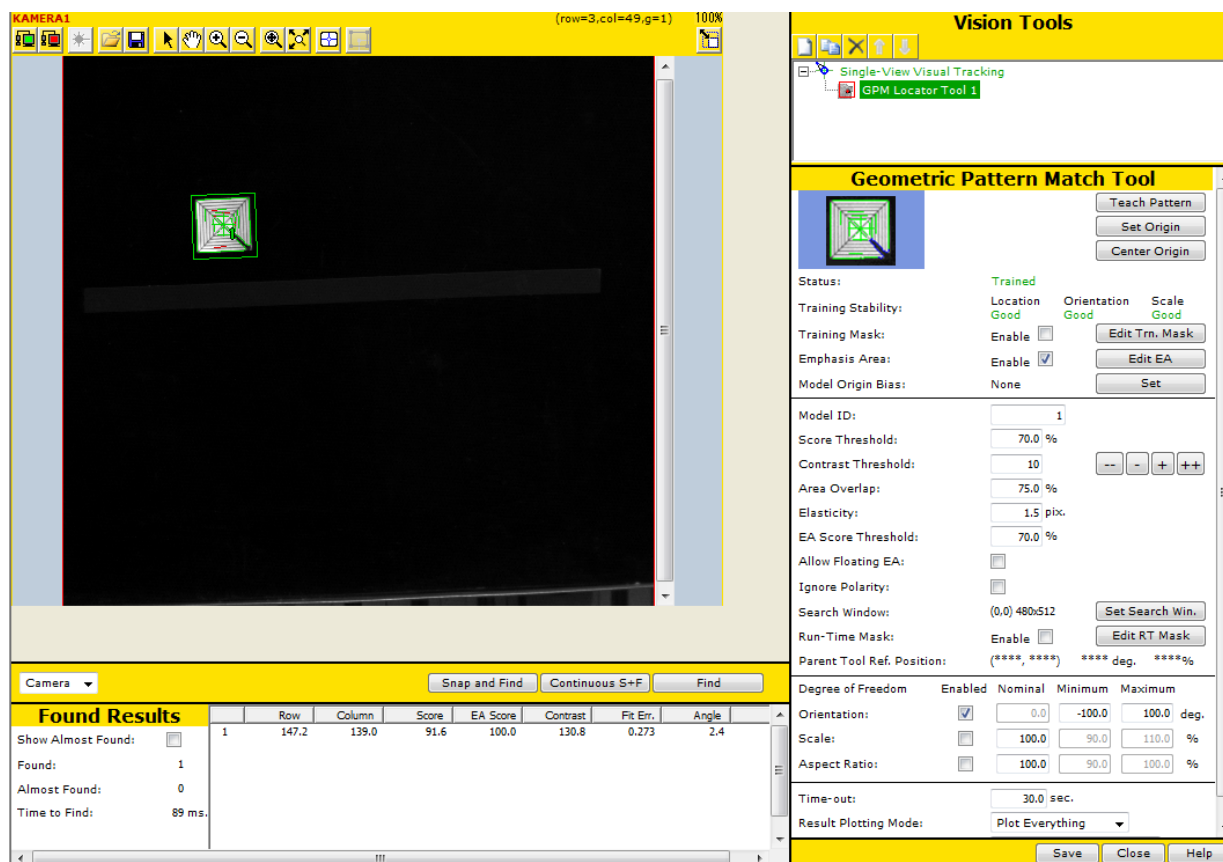 KAMERA1 (row=3,col=49,g=1) 100%
Vision Tools
Single-View Visual Tracking
GPM Locator Tool 1
Geometric Pattern Match Tool
Teach Pattern
Set Origin
Center Origin
Status: Trained
Training Stability: Location Orientation Scale
Good Good Good
Training Mask: Enable Edit Trn. Mask
Emphasis Area: Enable Edit EA
Model Origin Bias: None Set
Model ID: 1
Score Threshold: 70.0 %
Contrast Threshold: 10 -- - + ++
Area Overlap: 75.0 %
Elasticity: 1.5 pix.
EA Score Threshold: 70.0 %
Allow Floating EA:
Ignore Polarity:
Search Window: (0,0) 480x512 Set Search Win.
Run-Time Mask: Enable Edit RT Mask
Parent Tool Ref. Position: (****, ****) **** deg. ****%
Degree of Freedom Enabled Nominal Minimum Maximum
Orientation: 0.0 -100.0 100.0 deg.
Scale: 100.0 90.0 110.0 %
Aspect Ratio: 100.0 90.0 100.0 %
Time-out: 30.0 sec.
Result Plotting Mode: Plot Everything
Save Close Help
Camera Snap and Find Continuous S+F Find
Found Results
Show Almost Found:
Found: 1
Almost Found: 0
Time to Find: 89 ms.
Row Column Score EA Score Contrast Fit Err. Angle
1 147.2 139.0 91.6 100.0 130.8 0.273 2.4